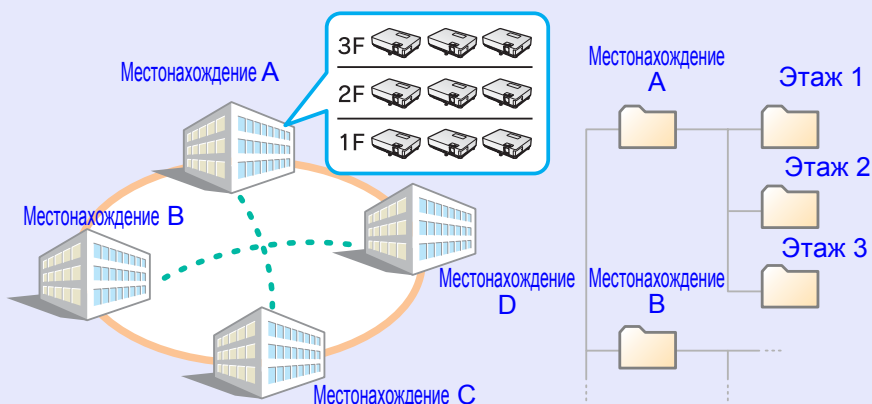 3F
2F
1F
Местонахождение A
Местонахождение B
Местонахождение
D
Местонахождение C
Местонахождение
A
Этаж 1
Этаж 2
Этаж 3
Местонахождение
B